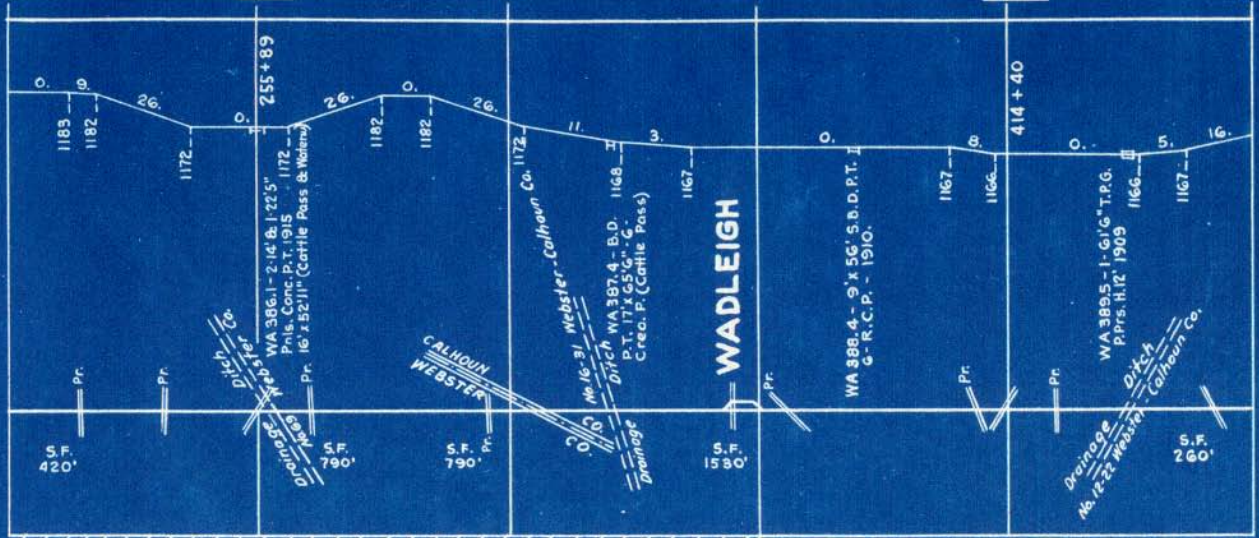 0. 9. 26. 0. 26. 0. 26. 11. 3. 0. 8. 0. 5. 16.
255 + 89
414 + 40
1183
1182
1172
1172
1182
1182
1172
1168
1167
1167
1166
1166
1167
WA 386.1 - 2-14' & 1-22'5"
Pnls. Conc. P.T. 1915
16' x 52'11" (Cattle Pass & Waterway)
WA 387.4 - B.D.
P.T. 17' x 65'6" - G -
Creo. P. (Cattle Pass)
WADLEIGH
WA 388.4 - 9' x 56' S.B.D.P.T.
G - R.C.P. - 1910.
WA 389.5 - 1 - 61'6" T.P.G.
P.Prs. H.12' 1909
Drainage Ditch
No. 69 Webster Co.
CALHOUN CO.
WEBSTER CO.
Drainage Ditch
No. 16-31 Webster - Calhoun Co.
Drainage Ditch
No. 12-22 Webster - Calhoun Co.
Pr.
Pr.
Pr.
Pr.
Pr.
Pr.
S.F.
420'
S.F.
790'
S.F.
790'
S.F.
1530'
S.F.
260'